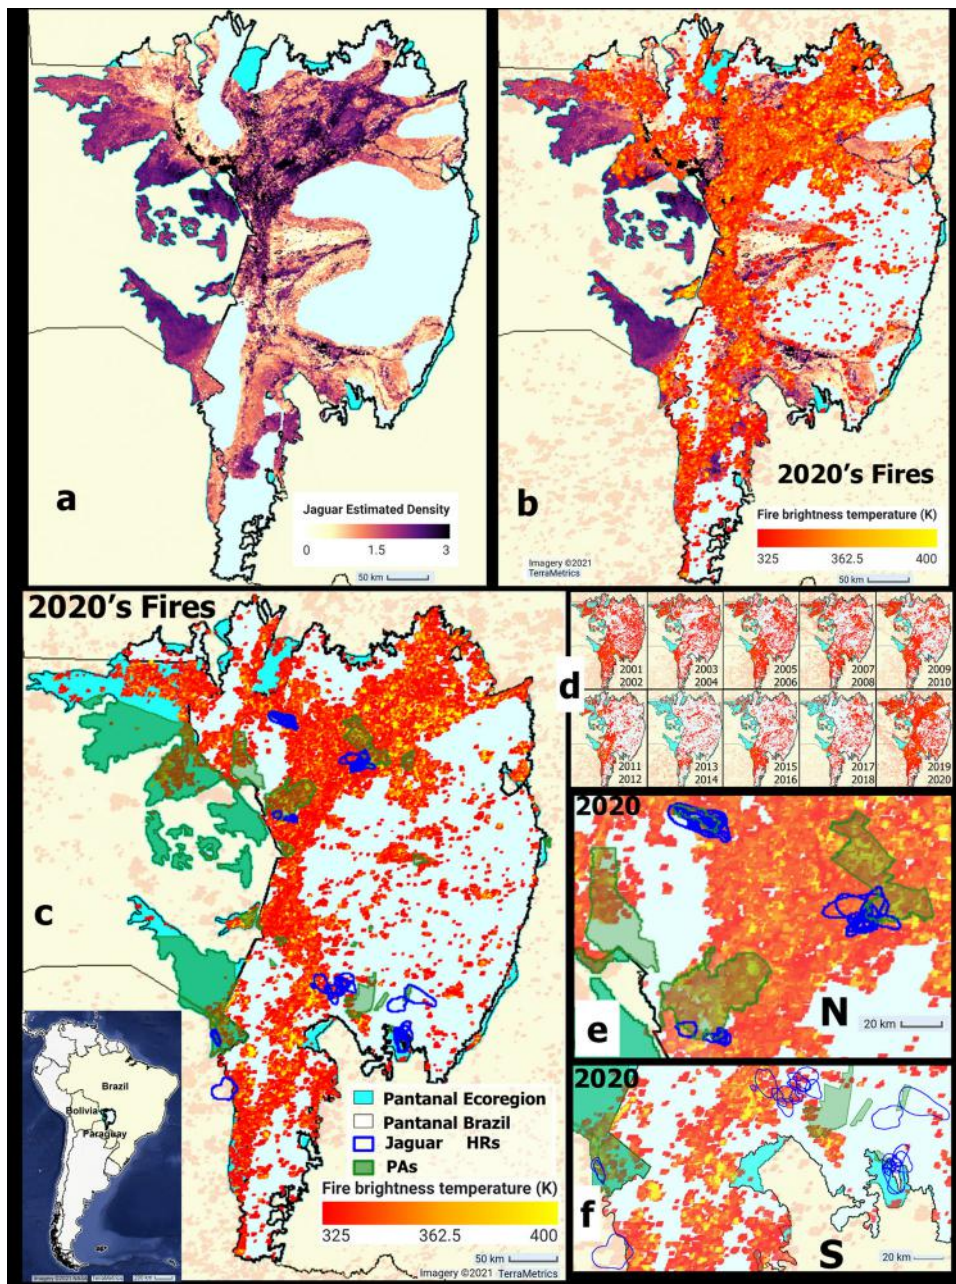 a
Jaguar Estimated Density
0 1.5 3
50 km
b
2020's Fires
Fire brightness temperature (K)
325 362.5 400
Imagery ©2021
TerraMetrics
50 km
2020's Fires
c
Brazil
Bolivia
Paraguay
Pantanal Ecoregion
Pantanal Brazil
Jaguar HRs
PAs
Fire brightness temperature (K)
325 362.5 400
50 km
Imagery ©2021 TerraMetrics
d
2001
2002
2003
2004
2005
2006
2007
2008
2009
2010
2011
2012
2013
2014
2015
2016
2017
2018
2019
2020
2020
e
N
20 km
2020
f
S
20 km